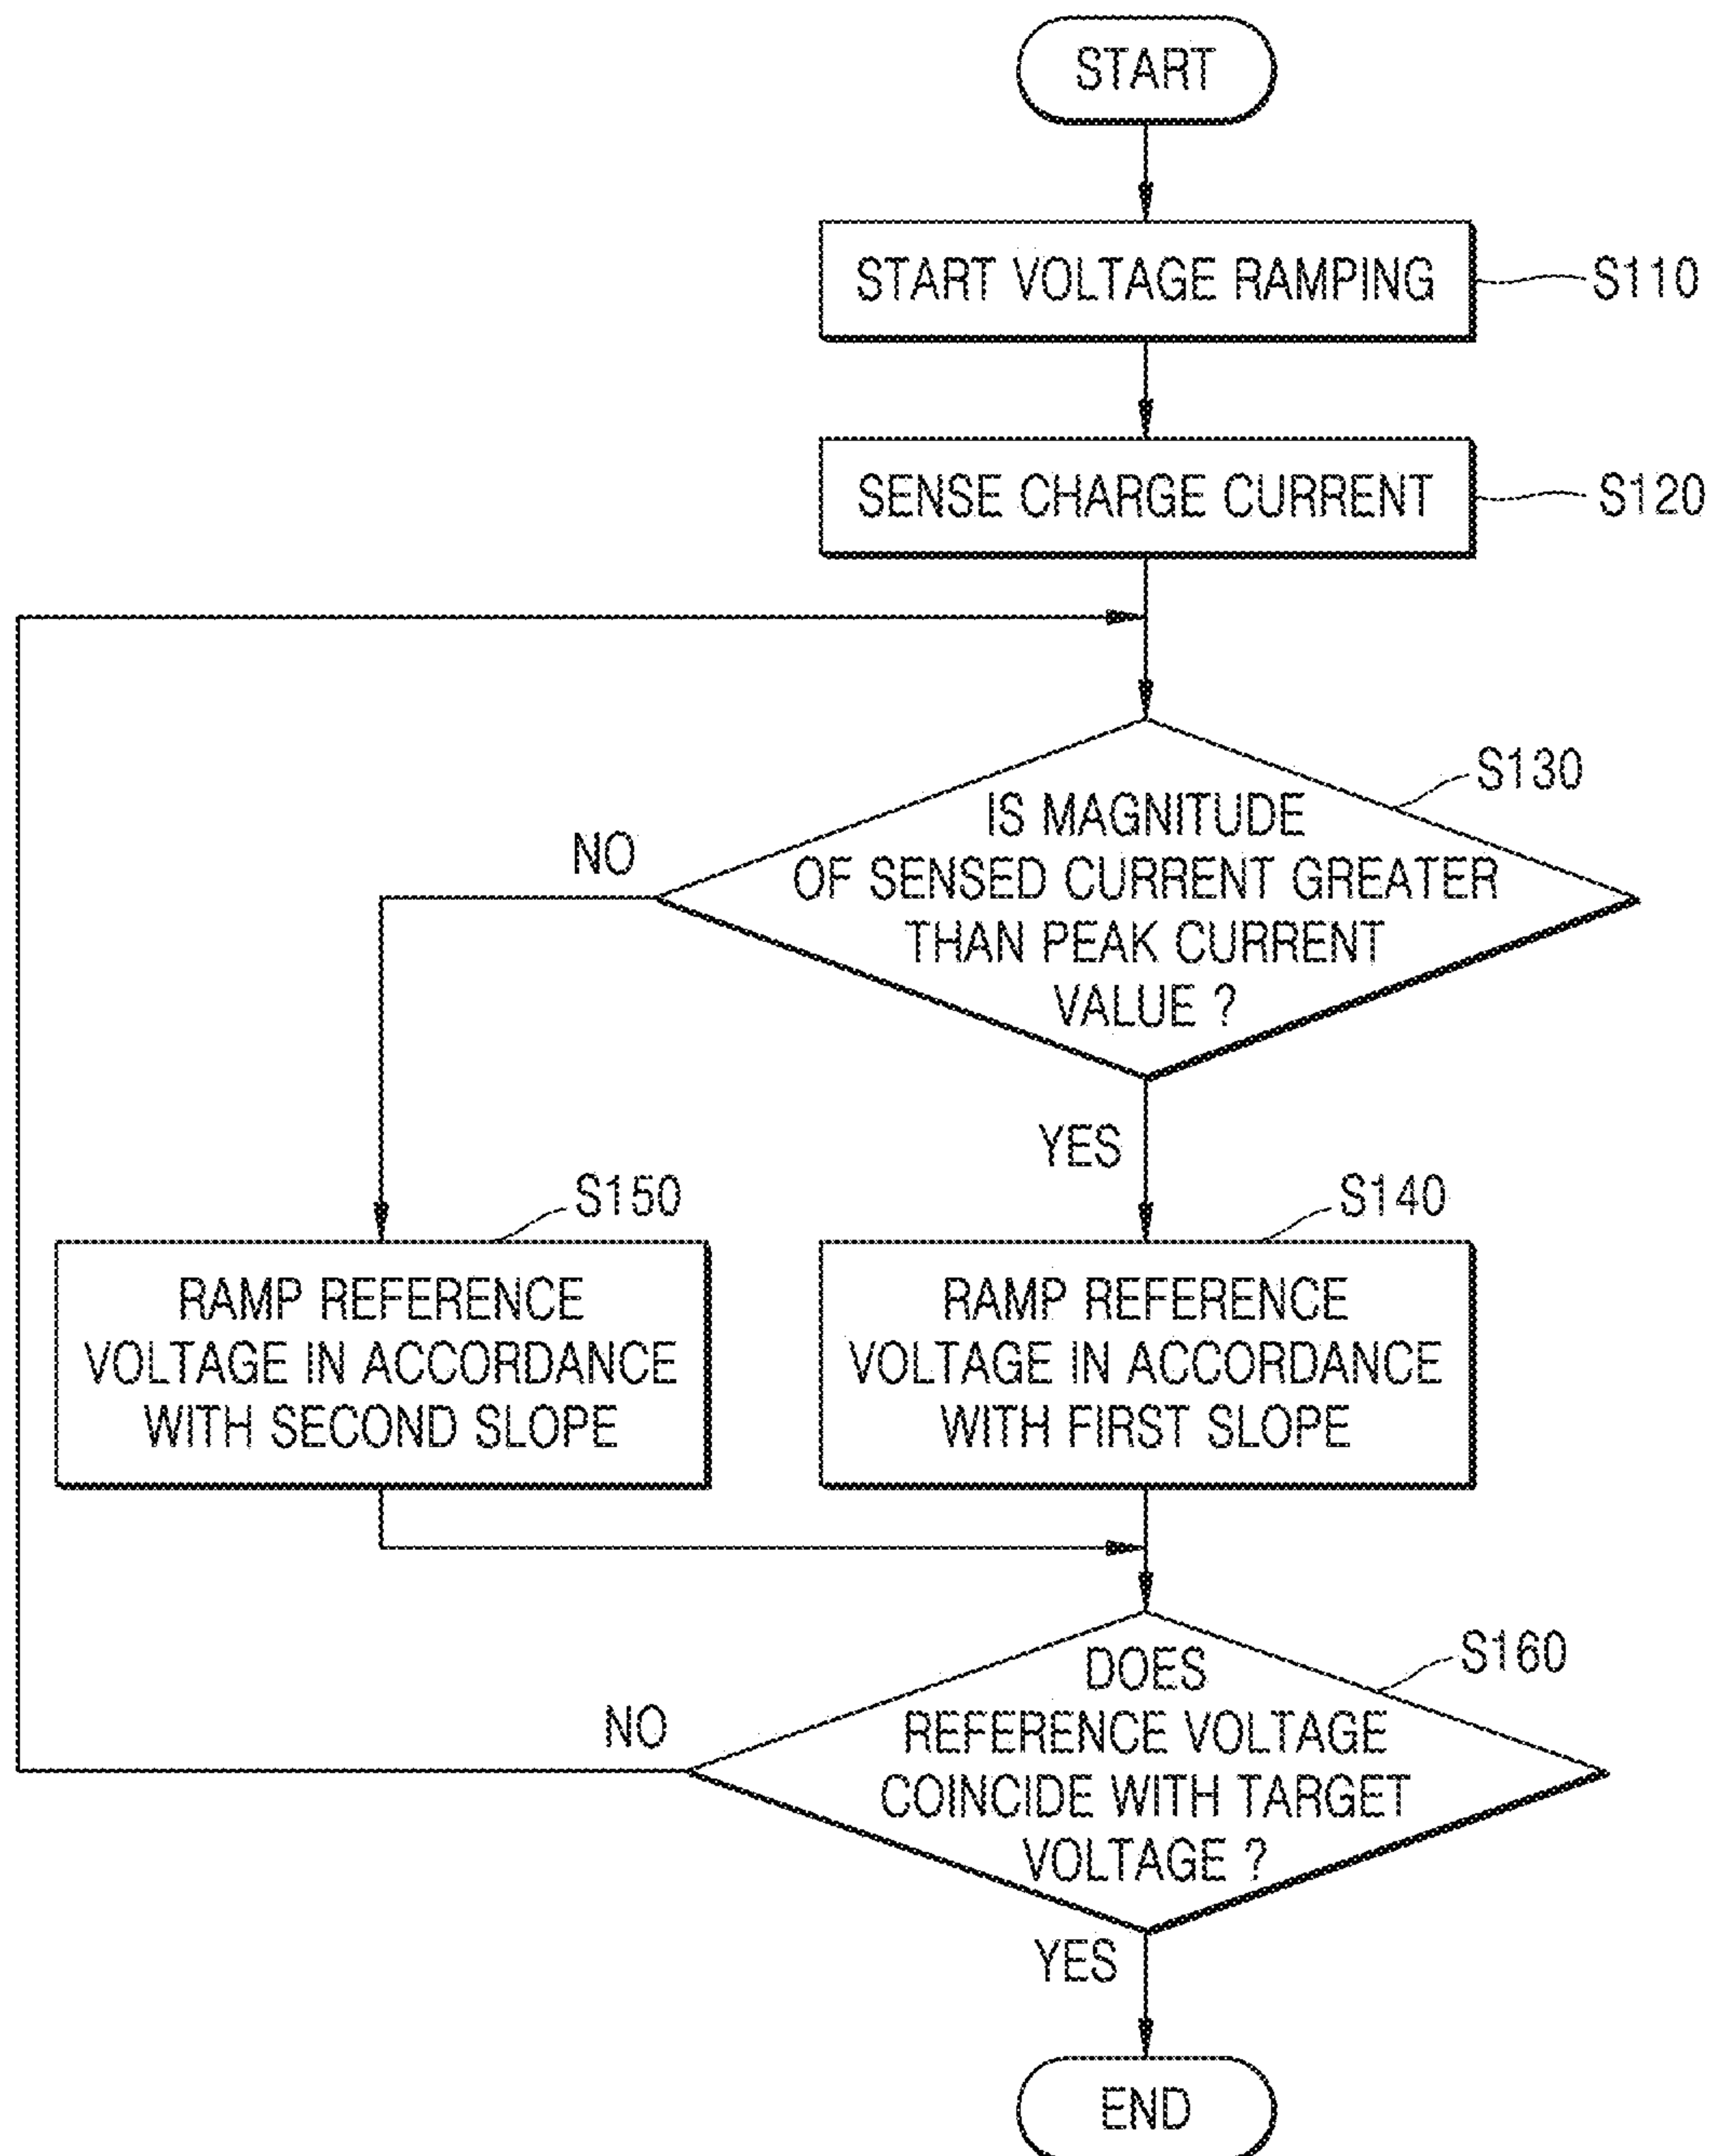 START
START VOLTAGE RAMPING
S110
SENSE CHARGE CURRENT
S120
S130
IS MAGNITUDE
OF SENSED CURRENT GREATER
THAN PEAK CURRENT
VALUE ?
NO
YES
S150
S140
RAMP REFERENCE
VOLTAGE IN ACCORDANCE
WITH SECOND SLOPE
RAMP REFERENCE
VOLTAGE IN ACCORDANCE
WITH FIRST SLOPE
S160
DOES
REFERENCE VOLTAGE
COINCIDE WITH TARGET
VOLTAGE ?
NO
YES
END